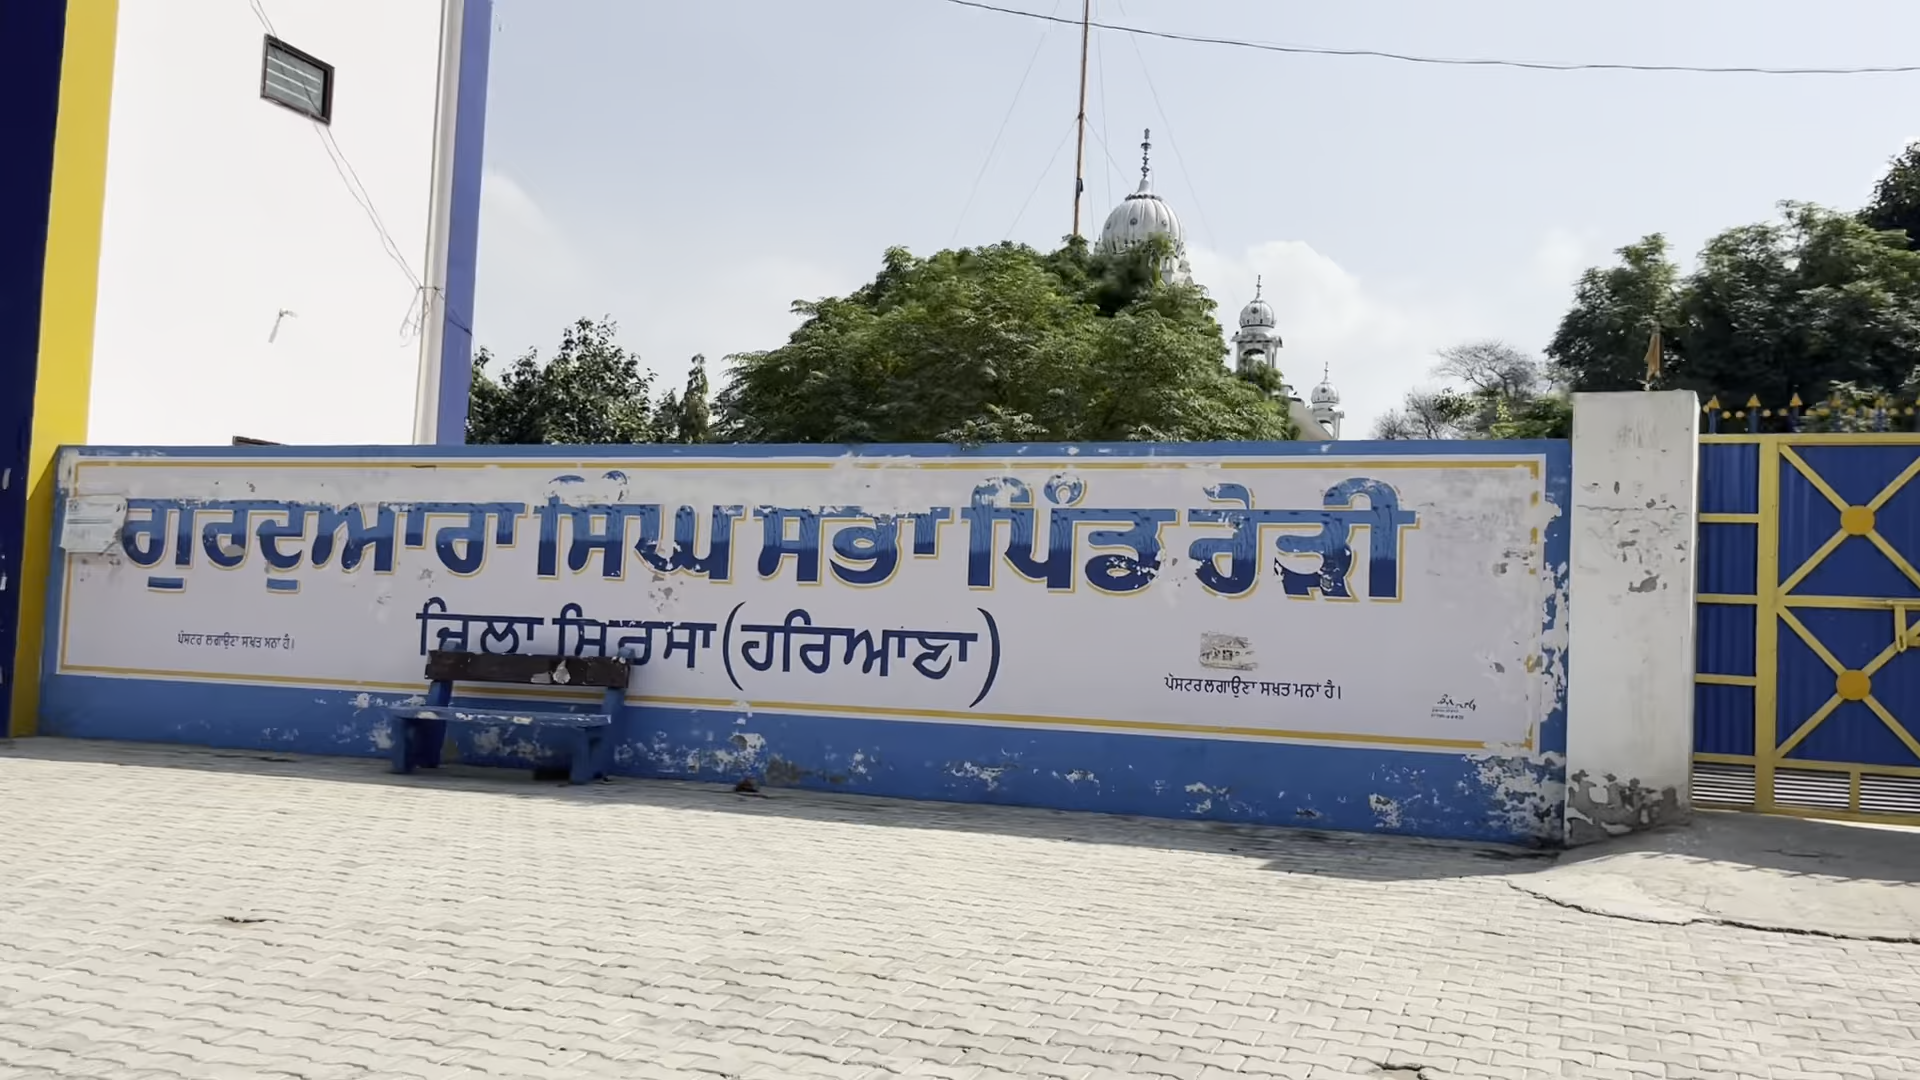 ਗੁਰਦੁਆਰਾ ਸਿੰਘ ਸਭਾ ਪਿੰਡ ਰੋੜੀ
ਜ਼ਿਲਾ ਸਿਰਸਾ (ਹਰਿਆਣਾ)
ਪੋਸਟਰ ਲਗਾਉਣਾ ਸਖ਼ਤ ਮਨਾਂ ਹੈ।
ਪੋਸਟਰ ਲਗਾਉਣਾ ਸਖ਼ਤ ਮਨਾਂ ਹੈ।